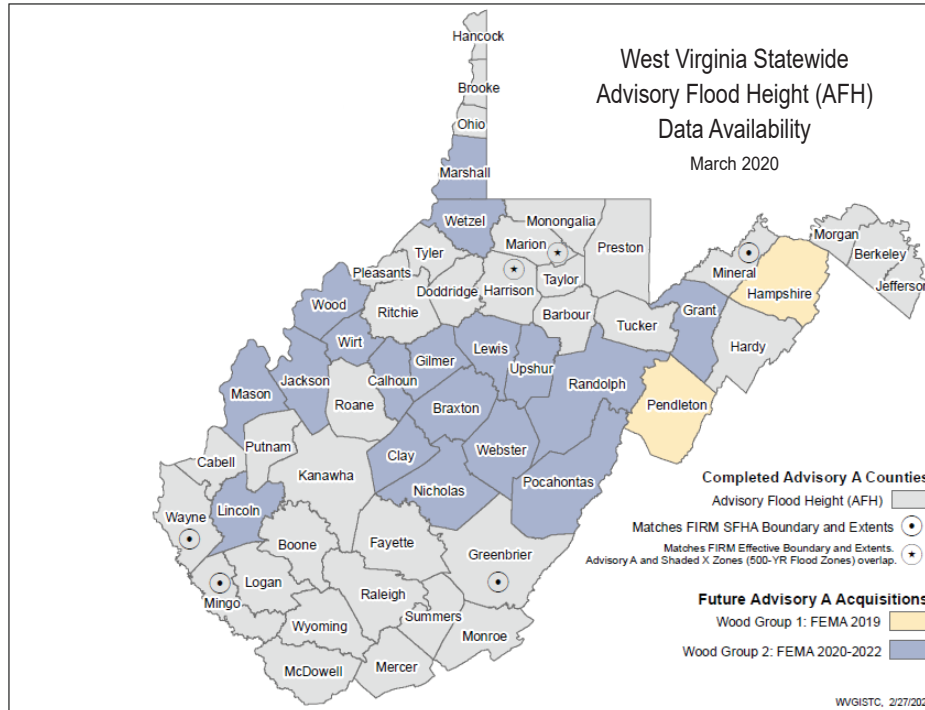 West Virginia Statewide
Advisory Flood Height (AFH)
Data Availability
March 2020
Hancock
Brooke
Ohio
Marshall
Wetzel
Monongalia
Marion
Preston
Morgan
Berkeley
Jefferson
Mineral
Hampshire
Tyler
Pleasants
Doddridge
Harrison
Taylor
Wood
Ritchie
Barbour
Tucker
Grant
Hardy
Wirt
Gilmer
Lewis
Upshur
Randolph
Mason
Jackson
Calhoun
Roane
Braxton
Pendleton
Putnam
Clay
Webster
Cabell
Kanawha
Nicholas
Pocahontas
Wayne
Lincoln
Boone
Fayette
Greenbrier
Logan
Mingo
Raleigh
Summers
Wyoming
Monroe
McDowell
Mercer
Completed Advisory A Counties
Advisory Flood Height (AFH)
Matches FIRM SFHA Boundary and Extents
Matches FIRM Effective Boundary and Extents.
Advisory A and Shaded X Zones (500-YR Flood Zones) overlap.
Future Advisory A Acquisitions
Wood Group 1: FEMA 2019
Wood Group 2: FEMA 2020-2022
WVGISTC, 2/27/202